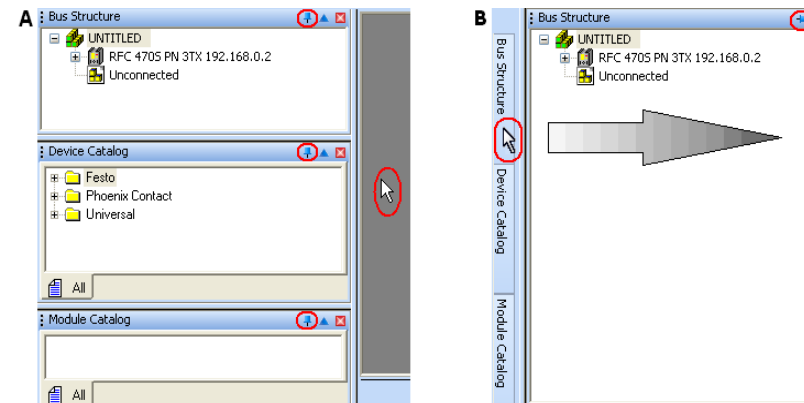 A
Bus Structure
UNTITLED
RFC 470S PN 3TX 192.168.0.2
Unconnected
Device Catalog
Festo
Phoenix Contact
Universal
All
Module Catalog
All
B
Bus Structure
Device Catalog
Module Catalog
Bus Structure
UNTITLED
RFC 470S PN 3TX 192.168.0.2
Unconnected